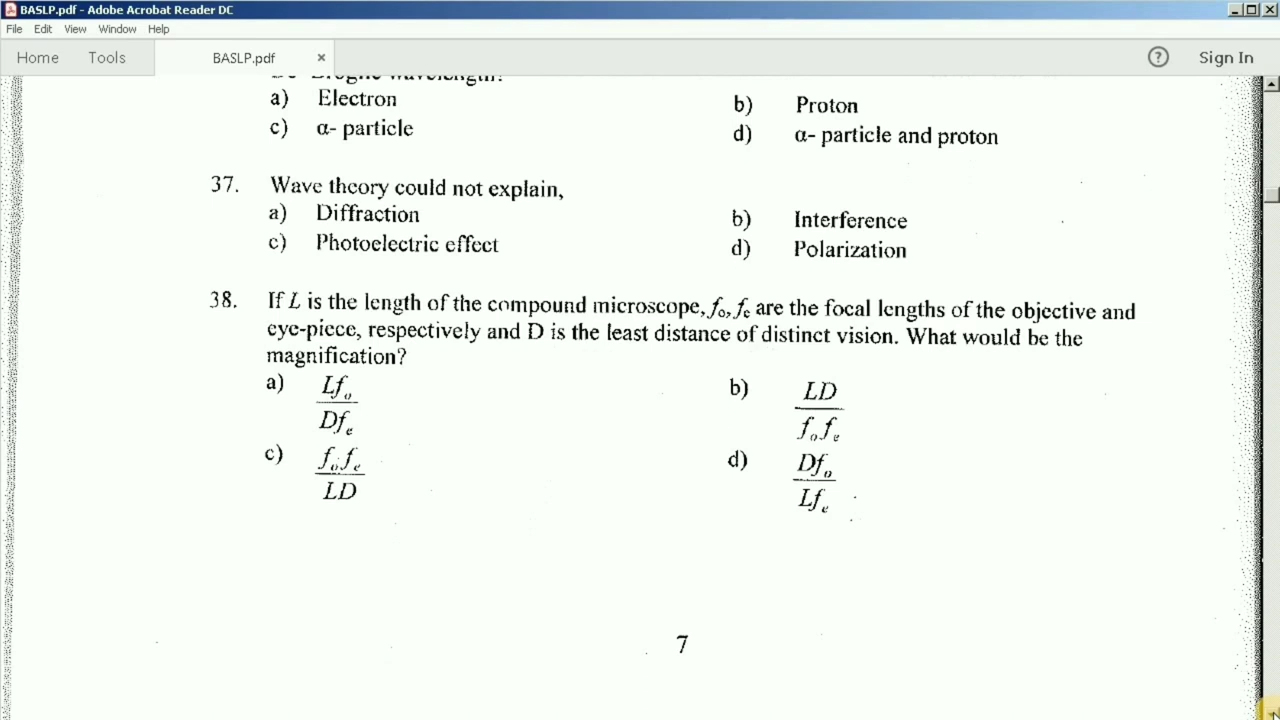 BASLP.pdf - Adobe Acrobat Reader DC
File Edit View Window Help
Home Tools BASLP.pdf × ? Sign In
wavelength?
a) Electron b) Proton
c) α- particle d) α- particle and proton
37. Wave theory could not explain,
a) Diffraction b) Interference
c) Photoelectric effect d) Polarization
38. If L is the length of the compound microscope, fₒ, fₑ are the focal lengths of the objective and
eye-piece, respectively and D is the least distance of distinct vision. What would be the
magnification?
a) Lfₒ / Dfₑ b) LD / fₒfₑ
c) fₒfₑ / LD d) Dfₒ / Lfₑ
7